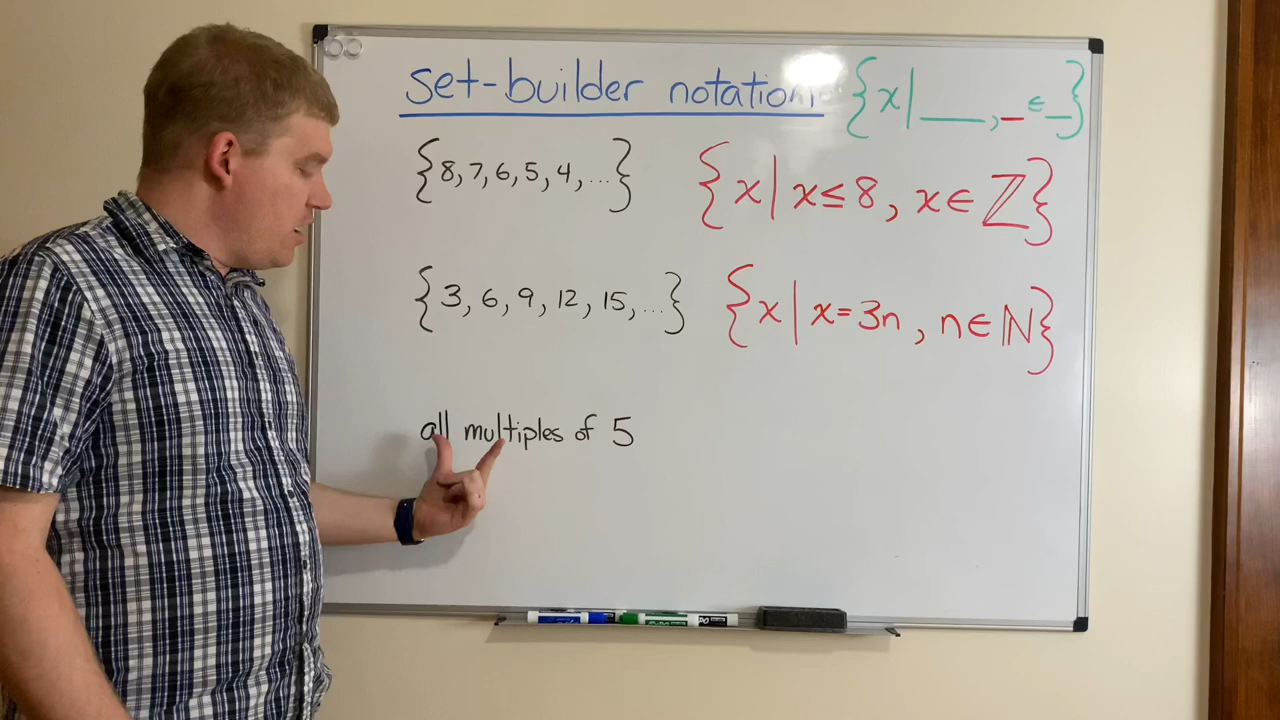 set-builder notation: {x|____,_∈_}
{8, 7, 6, 5, 4, ...} {x|x≤8, x∈ℤ}
{3, 6, 9, 12, 15, ...} {x|x=3n, n∈ℕ}
all multiples of 5